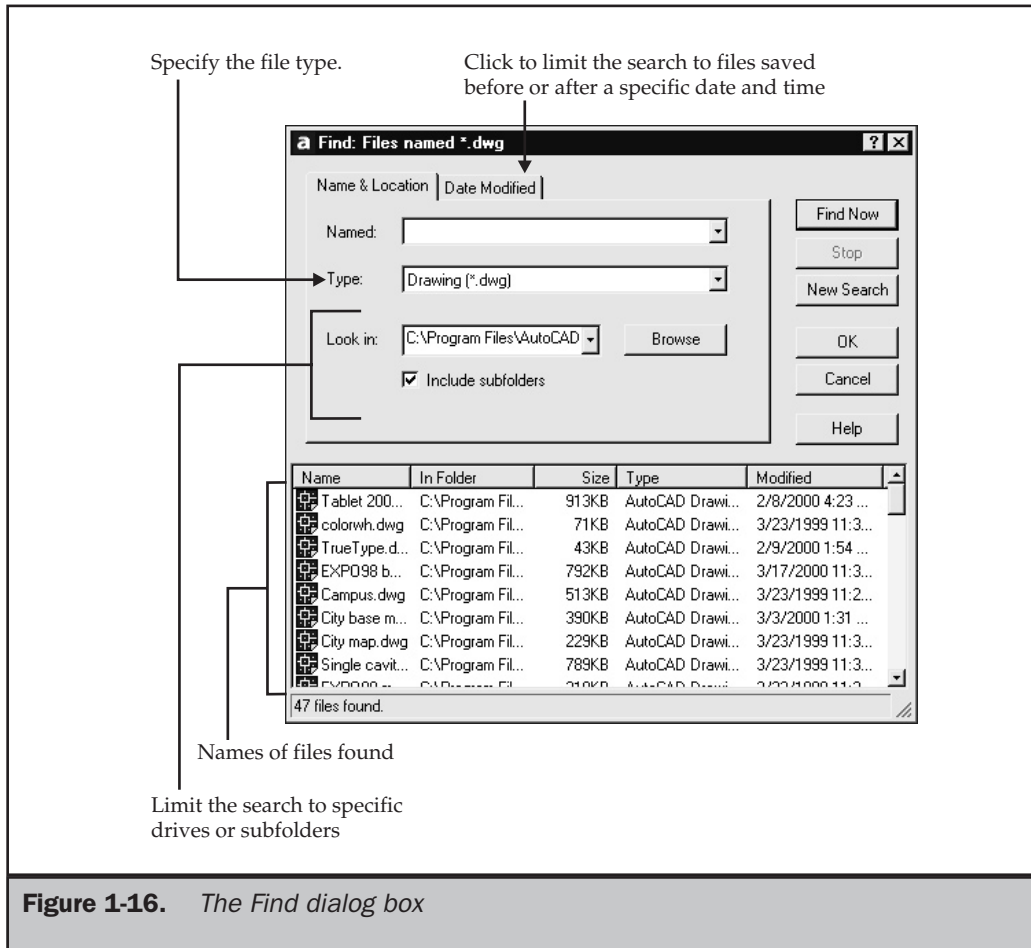 Specify the file type.
Click to limit the search to files saved
before or after a specific date and time
a Find: Files named *.dwg
Name & Location
Date Modified
Named:
Type:
Drawing (*.dwg)
Look in:
C:\Program Files\AutoCAD
Browse
Include subfolders
Find Now
Stop
New Search
OK
Cancel
Help
Name In Folder Size Type Modified
Tablet 200... C:\Program Fil... 913KB AutoCAD Drawi... 2/8/2000 4:23 ...
colorwh.dwg C:\Program Fil... 71KB AutoCAD Drawi... 3/23/1999 11:3...
TrueType.d... C:\Program Fil... 43KB AutoCAD Drawi... 2/9/2000 1:54 ...
EXPO98 b... C:\Program Fil... 792KB AutoCAD Drawi... 3/17/2000 11:3...
Campus.dwg C:\Program Fil... 513KB AutoCAD Drawi... 3/23/1999 11:2...
City base m... C:\Program Fil... 390KB AutoCAD Drawi... 3/3/2000 1:31 ...
City map.dwg C:\Program Fil... 229KB AutoCAD Drawi... 3/23/1999 11:3...
Single cavit... C:\Program Fil... 789KB AutoCAD Drawi... 3/23/1999 11:3...
47 files found.
Names of files found
Limit the search to specific
drives or subfolders
Figure 1-16. The Find dialog box